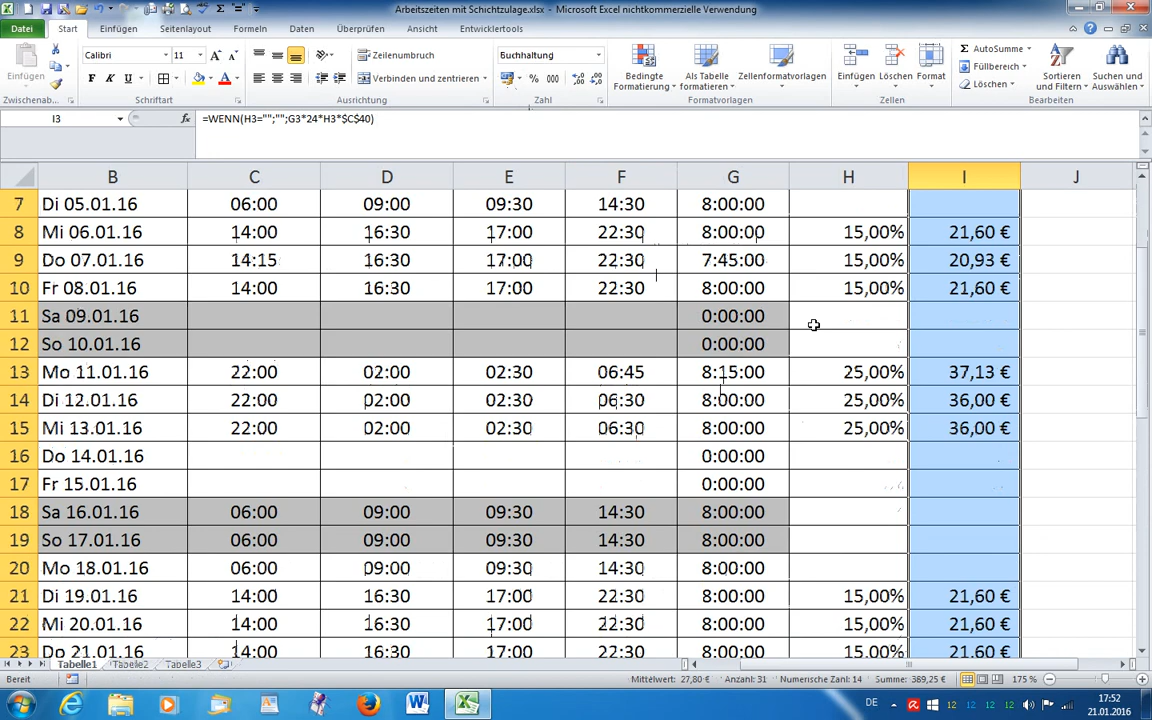 Arbeitszeiten mit Schichtzulage.xlsx - Microsoft Excel nichtkommerzielle Verwendung
Datei Start Einfügen Seitenlayout Formeln Daten Überprüfen Ansicht Entwicklertools
Calibri 11 Zeilenumbruch Buchhaltung AutoSumme
Einfügen F K U Verbinden und zentrieren % 000 Bedingte Formatierung Als Tabelle formatieren Zellenformatvorlagen Einfügen Löschen Format Füllbereich Löschen Sortieren und Filtern Suchen und Auswählen
Zwischenab... Schriftart Ausrichtung Zahl Formatvorlagen Zellen Bearbeiten
I3 fx =WENN(H3="";"";G3*24*H3*$C$40)
B C D E F G H I J
7 Di 05.01.16 06:00 09:00 09:30 14:30 8:00:00
8 Mi 06.01.16 14:00 16:30 17:00 22:30 8:00:00 15,00% 21,60 €
9 Do 07.01.16 14:15 16:30 17:00 22:30 7:45:00 15,00% 20,93 €
10 Fr 08.01.16 14:00 16:30 17:00 22:30 8:00:00 15,00% 21,60 €
11 Sa 09.01.16 0:00:00
12 So 10.01.16 0:00:00
13 Mo 11.01.16 22:00 02:00 02:30 06:45 8:15:00 25,00% 37,13 €
14 Di 12.01.16 22:00 02:00 02:30 06:30 8:00:00 25,00% 36,00 €
15 Mi 13.01.16 22:00 02:00 02:30 06:30 8:00:00 25,00% 36,00 €
16 Do 14.01.16 0:00:00
17 Fr 15.01.16 0:00:00
18 Sa 16.01.16 06:00 09:00 09:30 14:30 8:00:00
19 So 17.01.16 06:00 09:00 09:30 14:30 8:00:00
20 Mo 18.01.16 06:00 09:00 09:30 14:30 8:00:00
21 Di 19.01.16 14:00 16:30 17:00 22:30 8:00:00 15,00% 21,60 €
22 Mi 20.01.16 14:00 16:30 17:00 22:30 8:00:00 15,00% 21,60 €
23 Do 21.01.16 14:00 16:30 17:00 22:30 8:00:00 15,00% 21,60 €
Tabelle1 Tabelle2 Tabelle3
Bereit Mittelwert: 27,80 € Anzahl: 31 Numerische Zahl: 14 Summe: 389,25 € 175 %
DE 12 12 12 12 17:52
21.01.2016